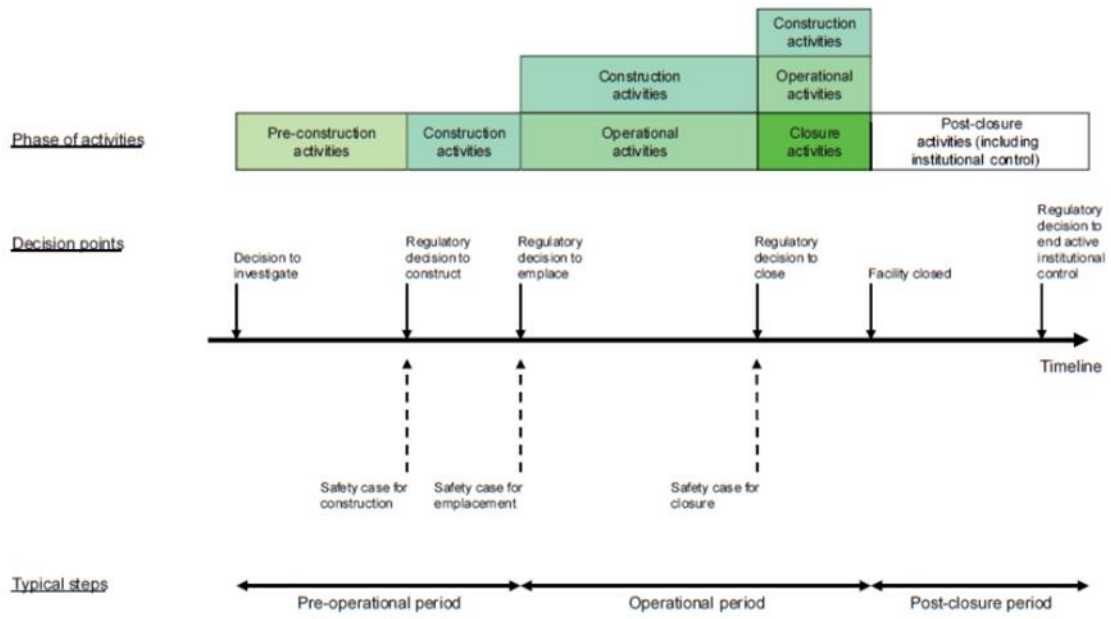 Construction
activities
Construction
activities
Operational
activities
Phase of activities
Pre-construction
activities
Construction
activities
Operational
activities
Closure
activities
Post-closure
activities (including
institutional control)
Decision points
Decision to
investigate
Regulatory
decision to
construct
Regulatory
decision to
emplace
Regulatory
decision to
close
Facility closed
Regulatory
decision to
end active
institutional
control
Timeline
Safety case for
construction
Safety case for
emplacement
Safety case for
closure
Typical steps
Pre-operational period
Operational period
Post-closure period